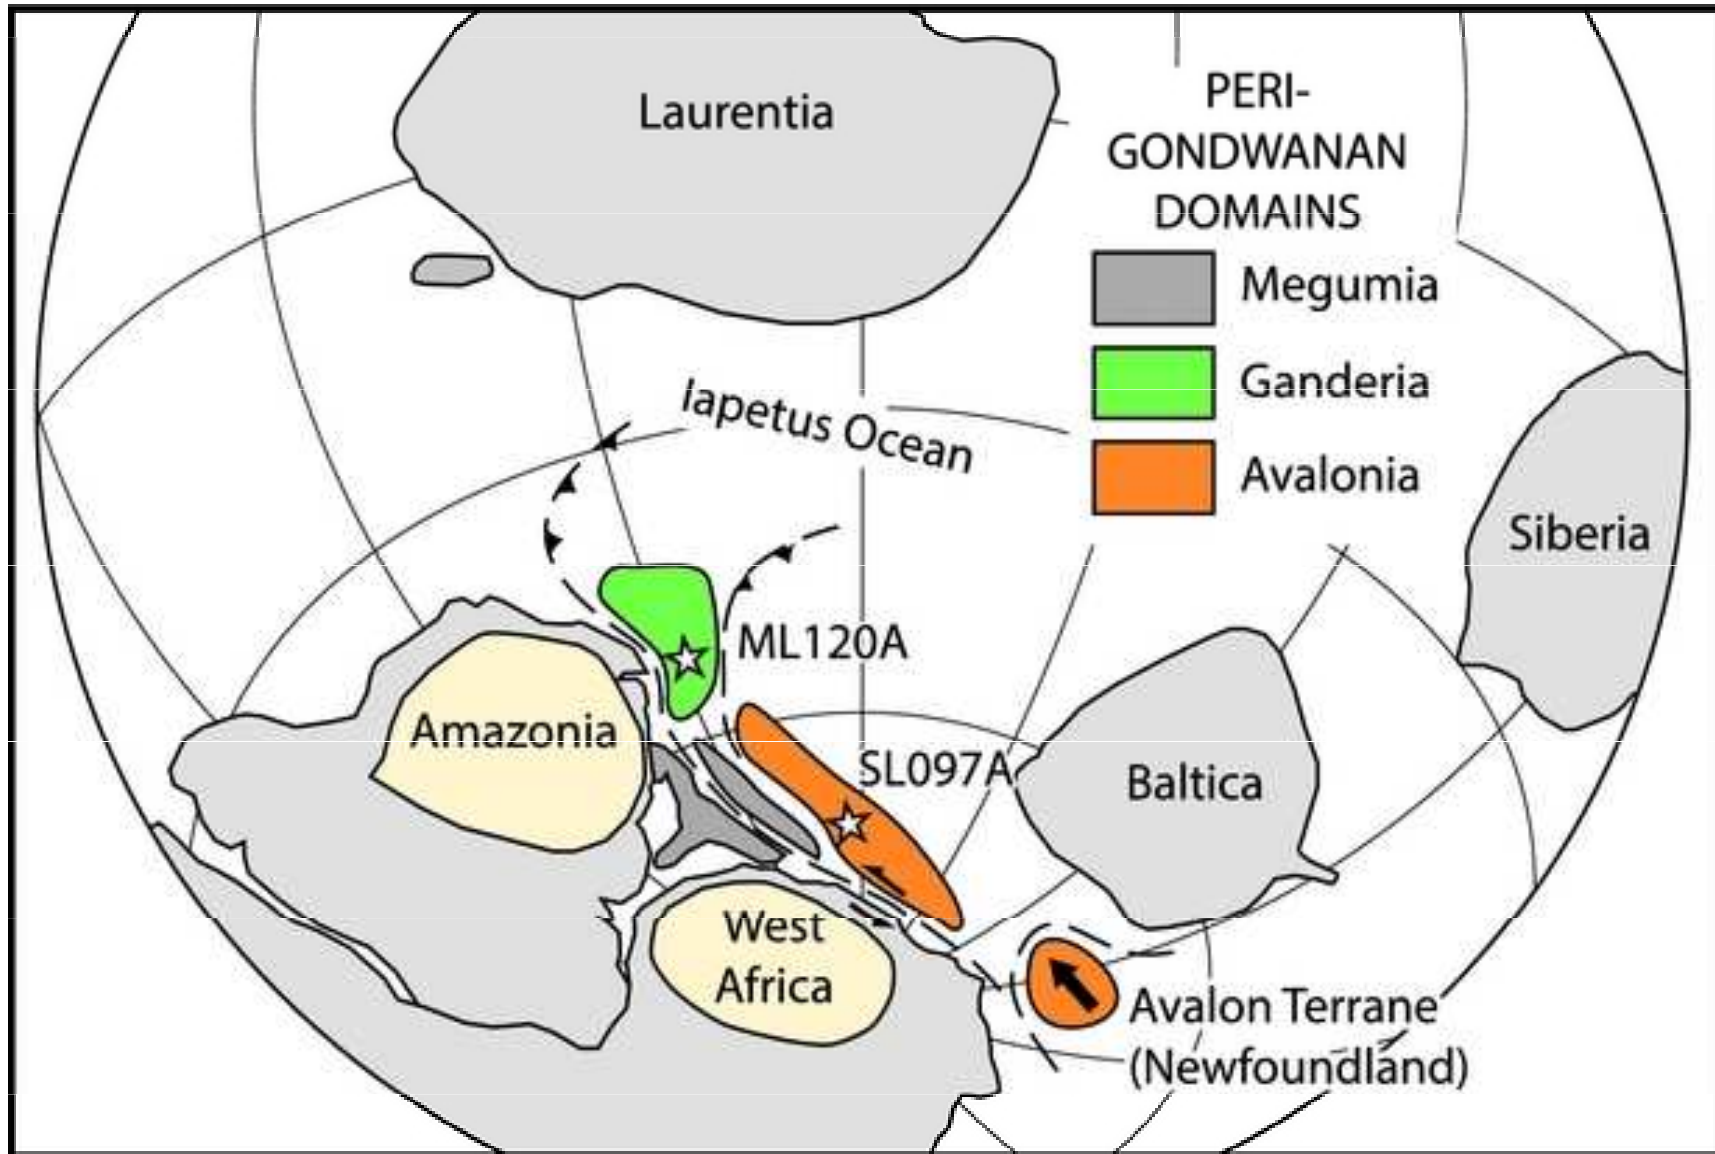 Laurentia
PERI-
GONDWANAN
DOMAINS
Megumia
Ganderia
Avalonia
Iapetus Ocean
Siberia
ML120A
Amazonia
SL097A
Baltica
West
Africa
Avalon Terrane
(Newfoundland)